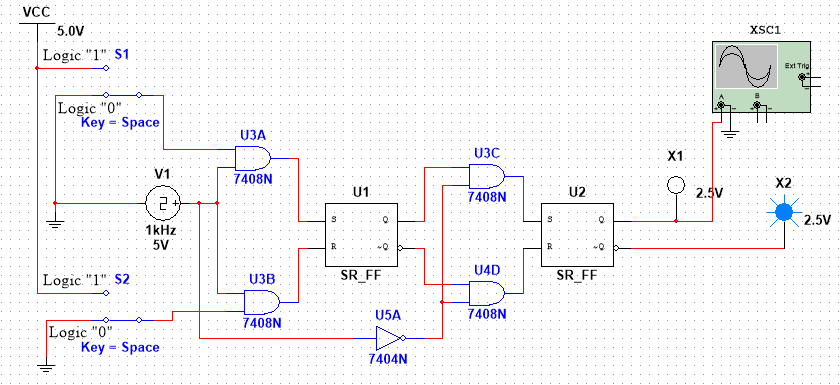 VCC
5.0V
Logic "1" S1
Logic "0"
Key = Space
XSC1
Ext Trig
A
B
U3A
7408N
V1
1kHz
5V
U1
S Q
R ~Q
SR_FF
U3C
7408N
U2
S Q
R ~Q
SR_FF
X1
2.5V
X2
2.5V
Logic "1" S2
Logic "0"
Key = Space
U3B
7408N
U4D
7408N
U5A
7404N